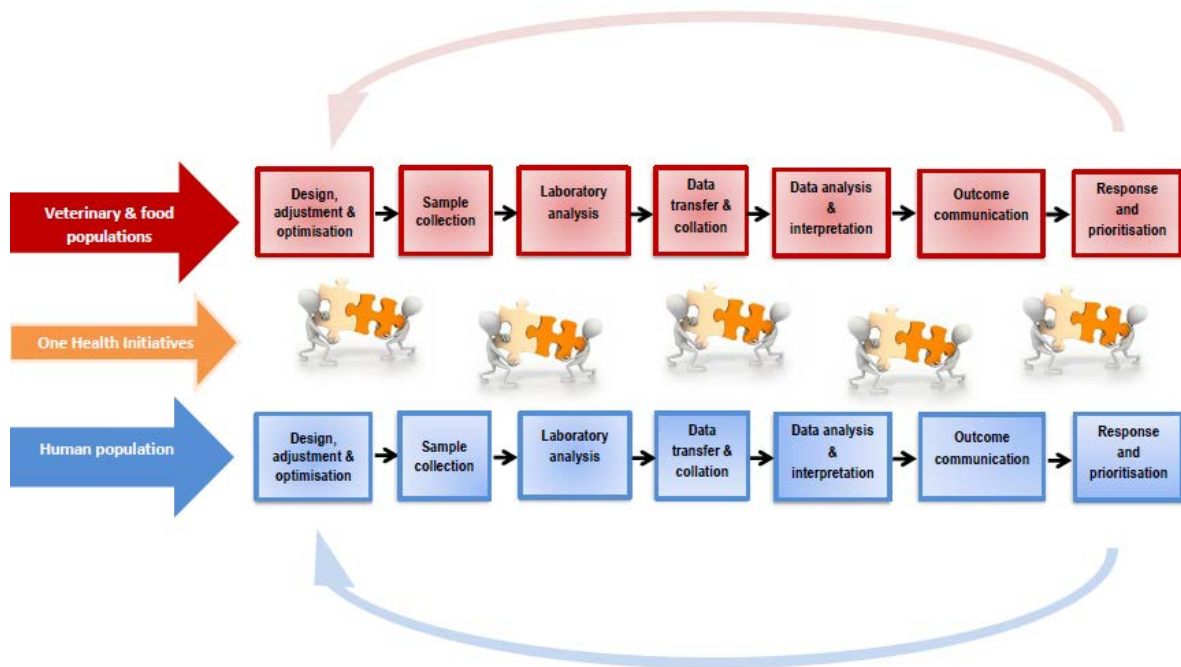 Veterinary & food
populations
Design,
adjustment &
optimisation
Sample
collection
Laboratory
analysis
Data
transfer &
collation
Data analysis
&
interpretation
Outcome
communication
Response
and
prioritisation
One Health Initiatives
Human population
Design,
adjustment &
optimisation
Sample
collection
Laboratory
analysis
Data
transfer &
collation
Data analysis
&
interpretation
Outcome
communication
Response
and
prioritisation